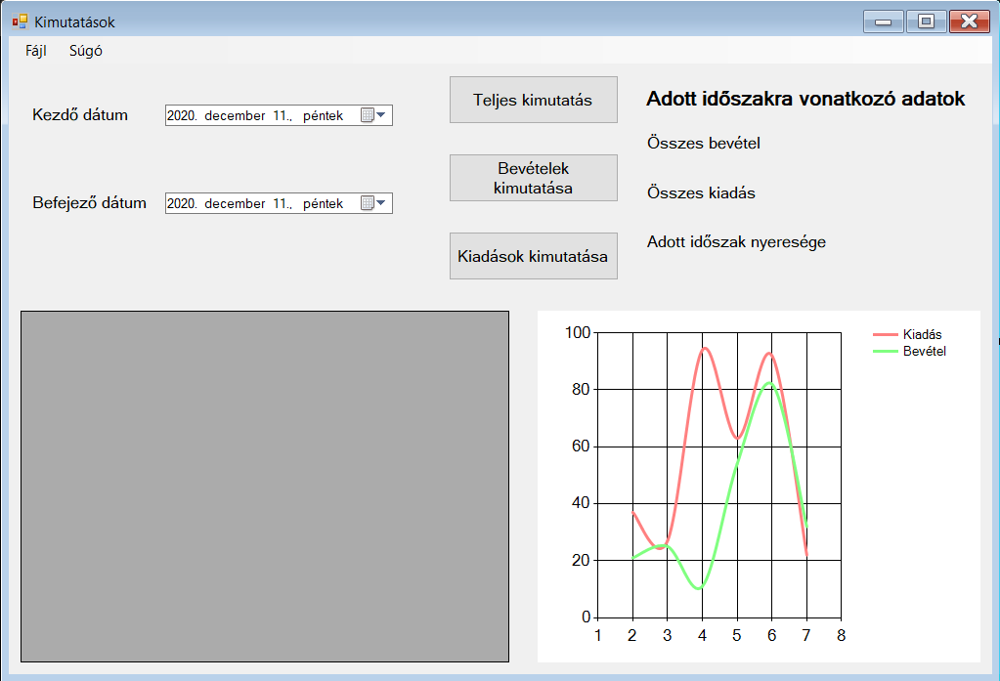 Kimutatások
Fájl Súgó
Kezdő dátum
2020. december 11., péntek
Befejező dátum
2020. december 11., péntek
Teljes kimutatás
Bevételek
kimutatása
Kiadások kimutatása
Adott időszakra vonatkozó adatok
Összes bevétel
Összes kiadás
Adott időszak nyeresége
100
80
60
40
20
0
1 2 3 4 5 6 7 8
Kiadás
Bevétel